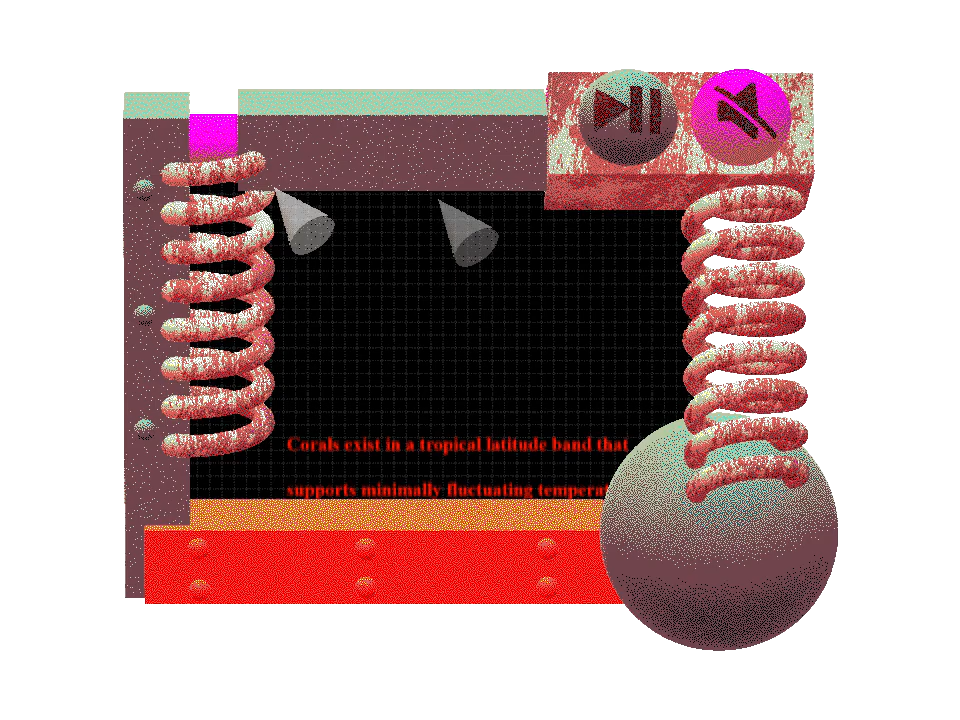 Corals exist in a tropical latitude band that
supports minimally fluctuating